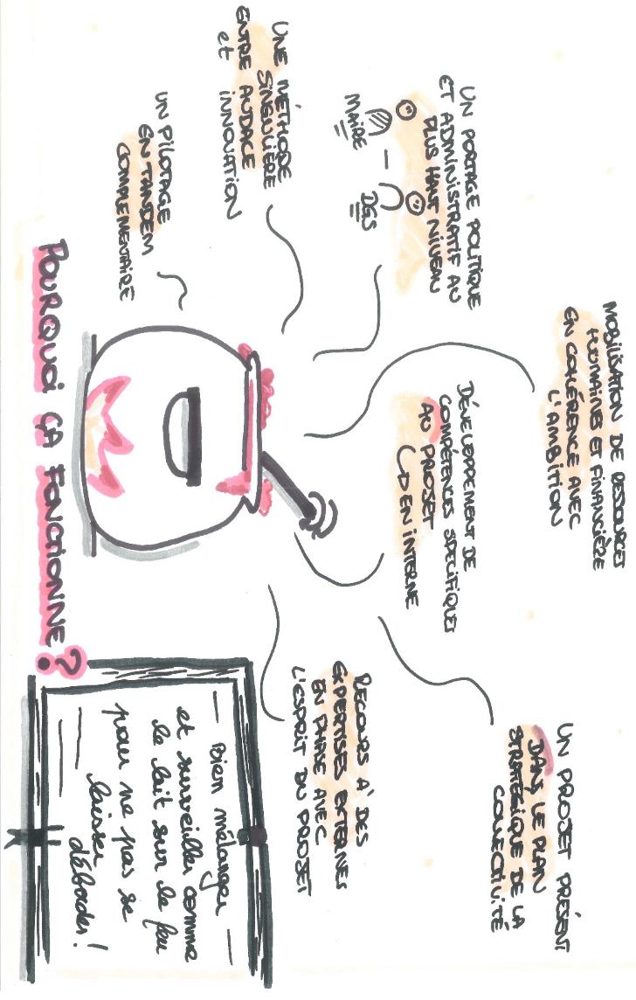 UN PILOTAGE
EN TANDEM
COMPLEMENTAIRE
UNE MÉTHODE
SINGULIÈRE
ENTRE AUDACE
et INNOVATION
UN PORTAGE POLITIQUE
ET ADMINISTRATIF AU
PLUS HAUT NIVEAU
MAIRE - DGS
MOBILISATION DE RESSOURCES
HUMAINES ET FINANCIÈRE
EN COHÉRENCE AVEC
L'AMBITION
DÉVELOPPEMENT DE
COMPÉTENCES SPECIFIQUES
AU PROJET
EN INTERNE
UN PROJET PRÉSENT
DANS LE PLAN
STRATÉGIQUE DE LA
COLLECTIVITÉ
RECOURS À DES
EXPERTISES EXTERNES
EN PHASE AVEC
L'ESPRIT DU PROJET
POURQUOI ÇA FONCTIONNE ?
— Bien mélanger —
et surveiller comme
le lait sur le feu
pour ne pas se
laisser
déborder !